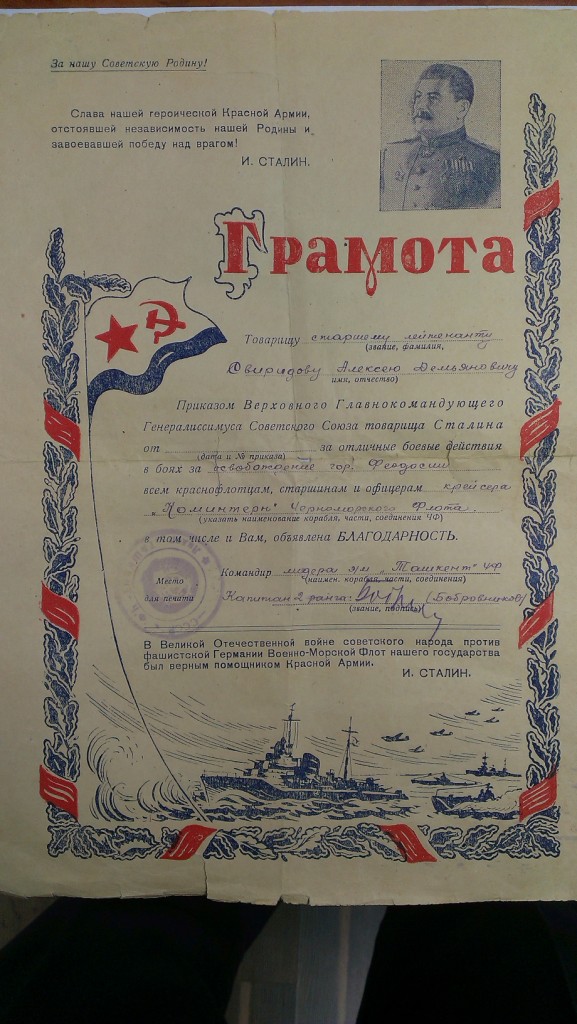 За нашу Советскую Родину!
Слава нашей героической Красной Армии,
отстоявшей независимость нашей Родины и
завоевавшей победу над врагом!
И. СТАЛИН.
Грамота
Товарищу старшему лейтенанту
(звание, фамилия,
Свиридову Алексею Демьяновичу
имя, отчество)
Приказом Верховного Главнокомандующего
Генералиссимуса Советского Союза товарища Сталина
от за отличные боевые действия
(дата и № приказа)
в боях за освобождение гор. Феодосии
всем краснофлотцам, старшинам и офицерам крейсера
„Коминтерн" Черноморского Флота,
(указать наименование корабля, части, соединения ЧФ)
в том числе и Вам, объявлена БЛАГОДАРНОСТЬ.
Командир лидера э/м „Ташкент" ЧФ
(наимен. корабля, части, соединения)
Место
для печати
Капитан 2 ранга: (Бобровников)
(звание, подпись)
В Великой Отечественной войне советского народа против
фашистской Германии Военно-Морской Флот нашего государства
был верным помощником Красной Армии.
И. СТАЛИН.